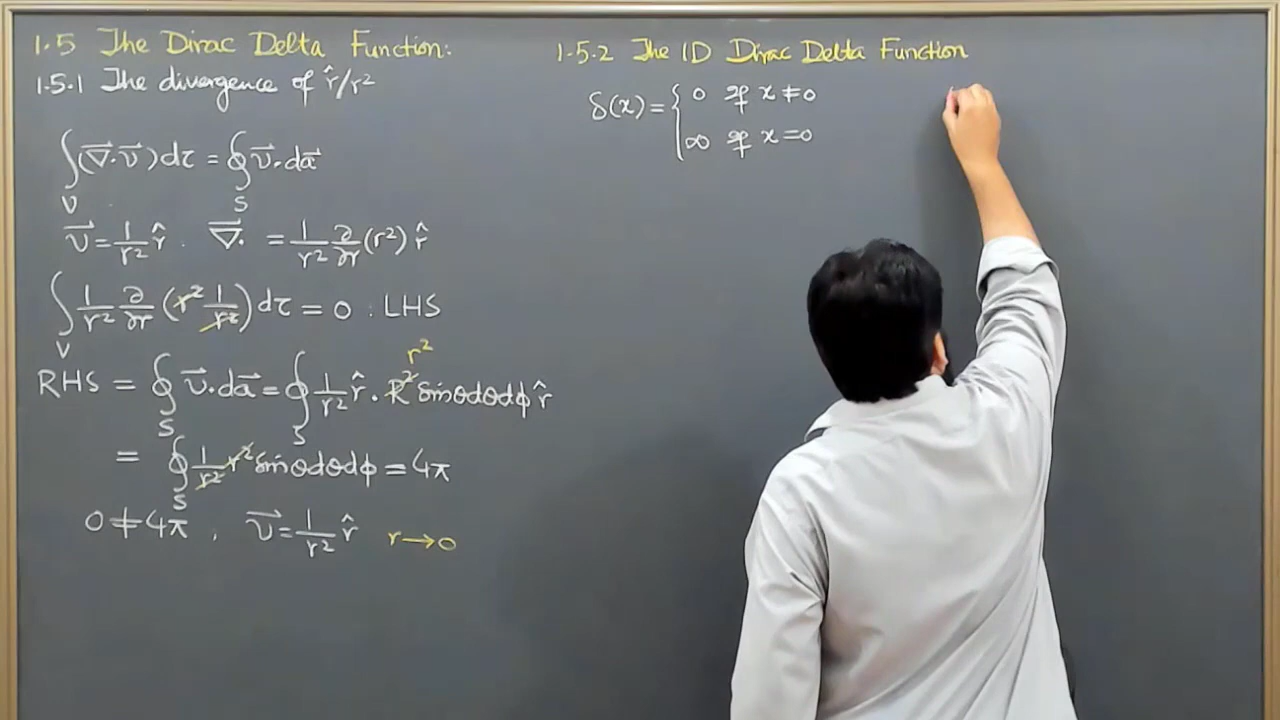 1.5 The Dirac Delta Function:
1.5.1 The divergence of r̂/r²
∫_V (∇⃗·v⃗)dτ = ∮_S v⃗·da⃗
v⃗ = 1/r² r̂ . ∇⃗· = 1/r² ∂/∂r (r²) r̂
∫_V 1/r² ∂/∂r (r² 1/r²)dτ = 0 : LHS
r²
RHS = ∮_S v⃗·da⃗ = ∮_S 1/r² r̂ · R² sinθdθdϕ r̂
= ∮_S 1/r² r² sinθdθdϕ = 4π
0 ≠ 4π , v⃗ = 1/r² r̂ r → 0
1.5.2 The 1D Dirac Delta Function
δ(x) = { 0 if x ≠ 0
∞ if x = 0